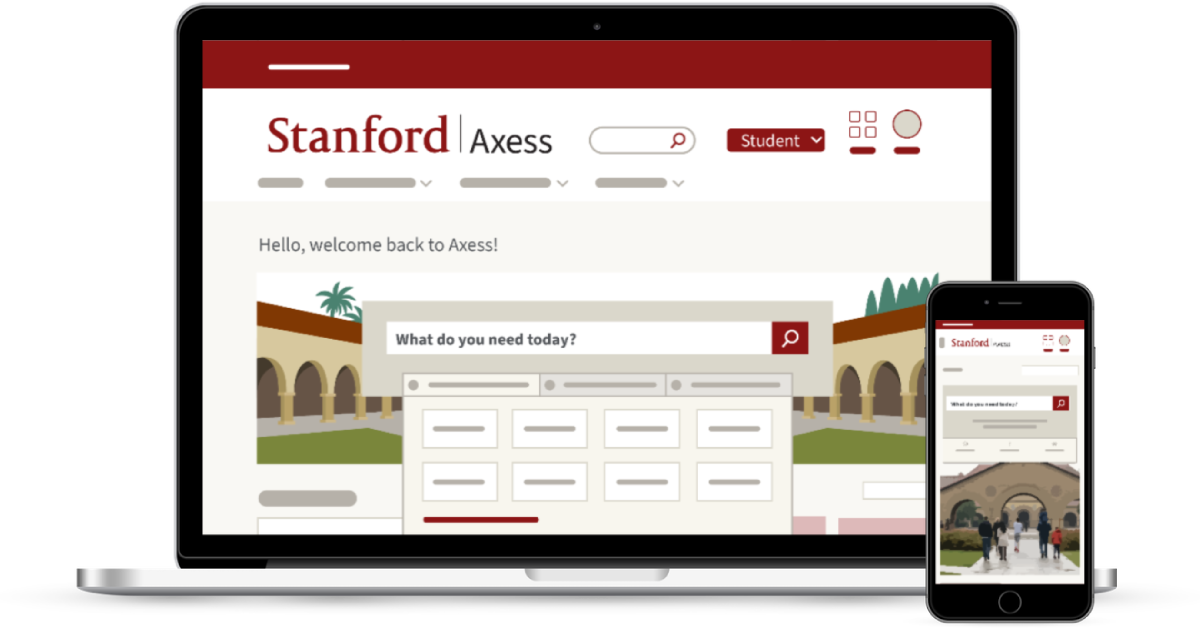 Stanford | Axess
Student
Hello, welcome back to Axess!
What do you need today?
Stanford | Axess
What do you need today?